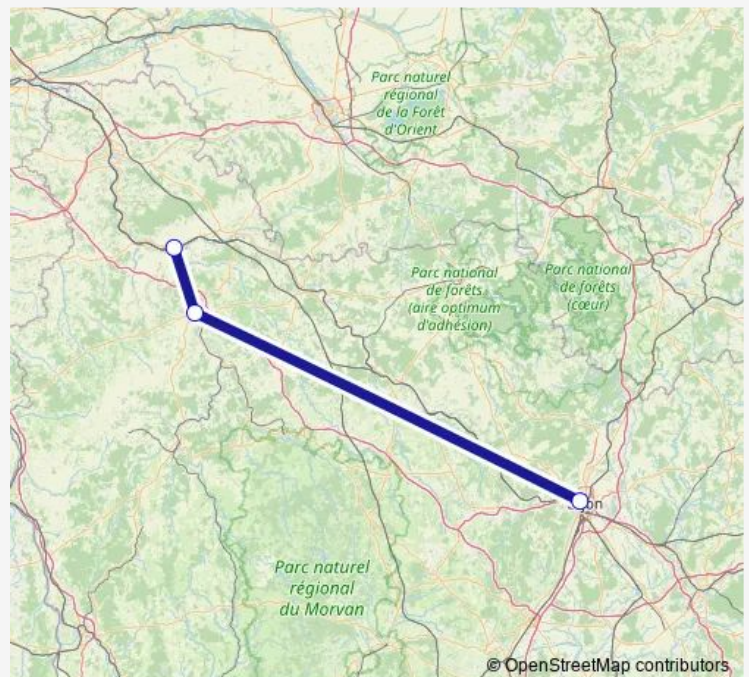 Parc naturel
régional
de la Forêt
d'Orient
Parc national
de forêts
(aire optimum
d'adhésion)
Parc national
de forêts
(cœur)
Parc naturel
régional
du Morvan
© OpenStreetMap contributors